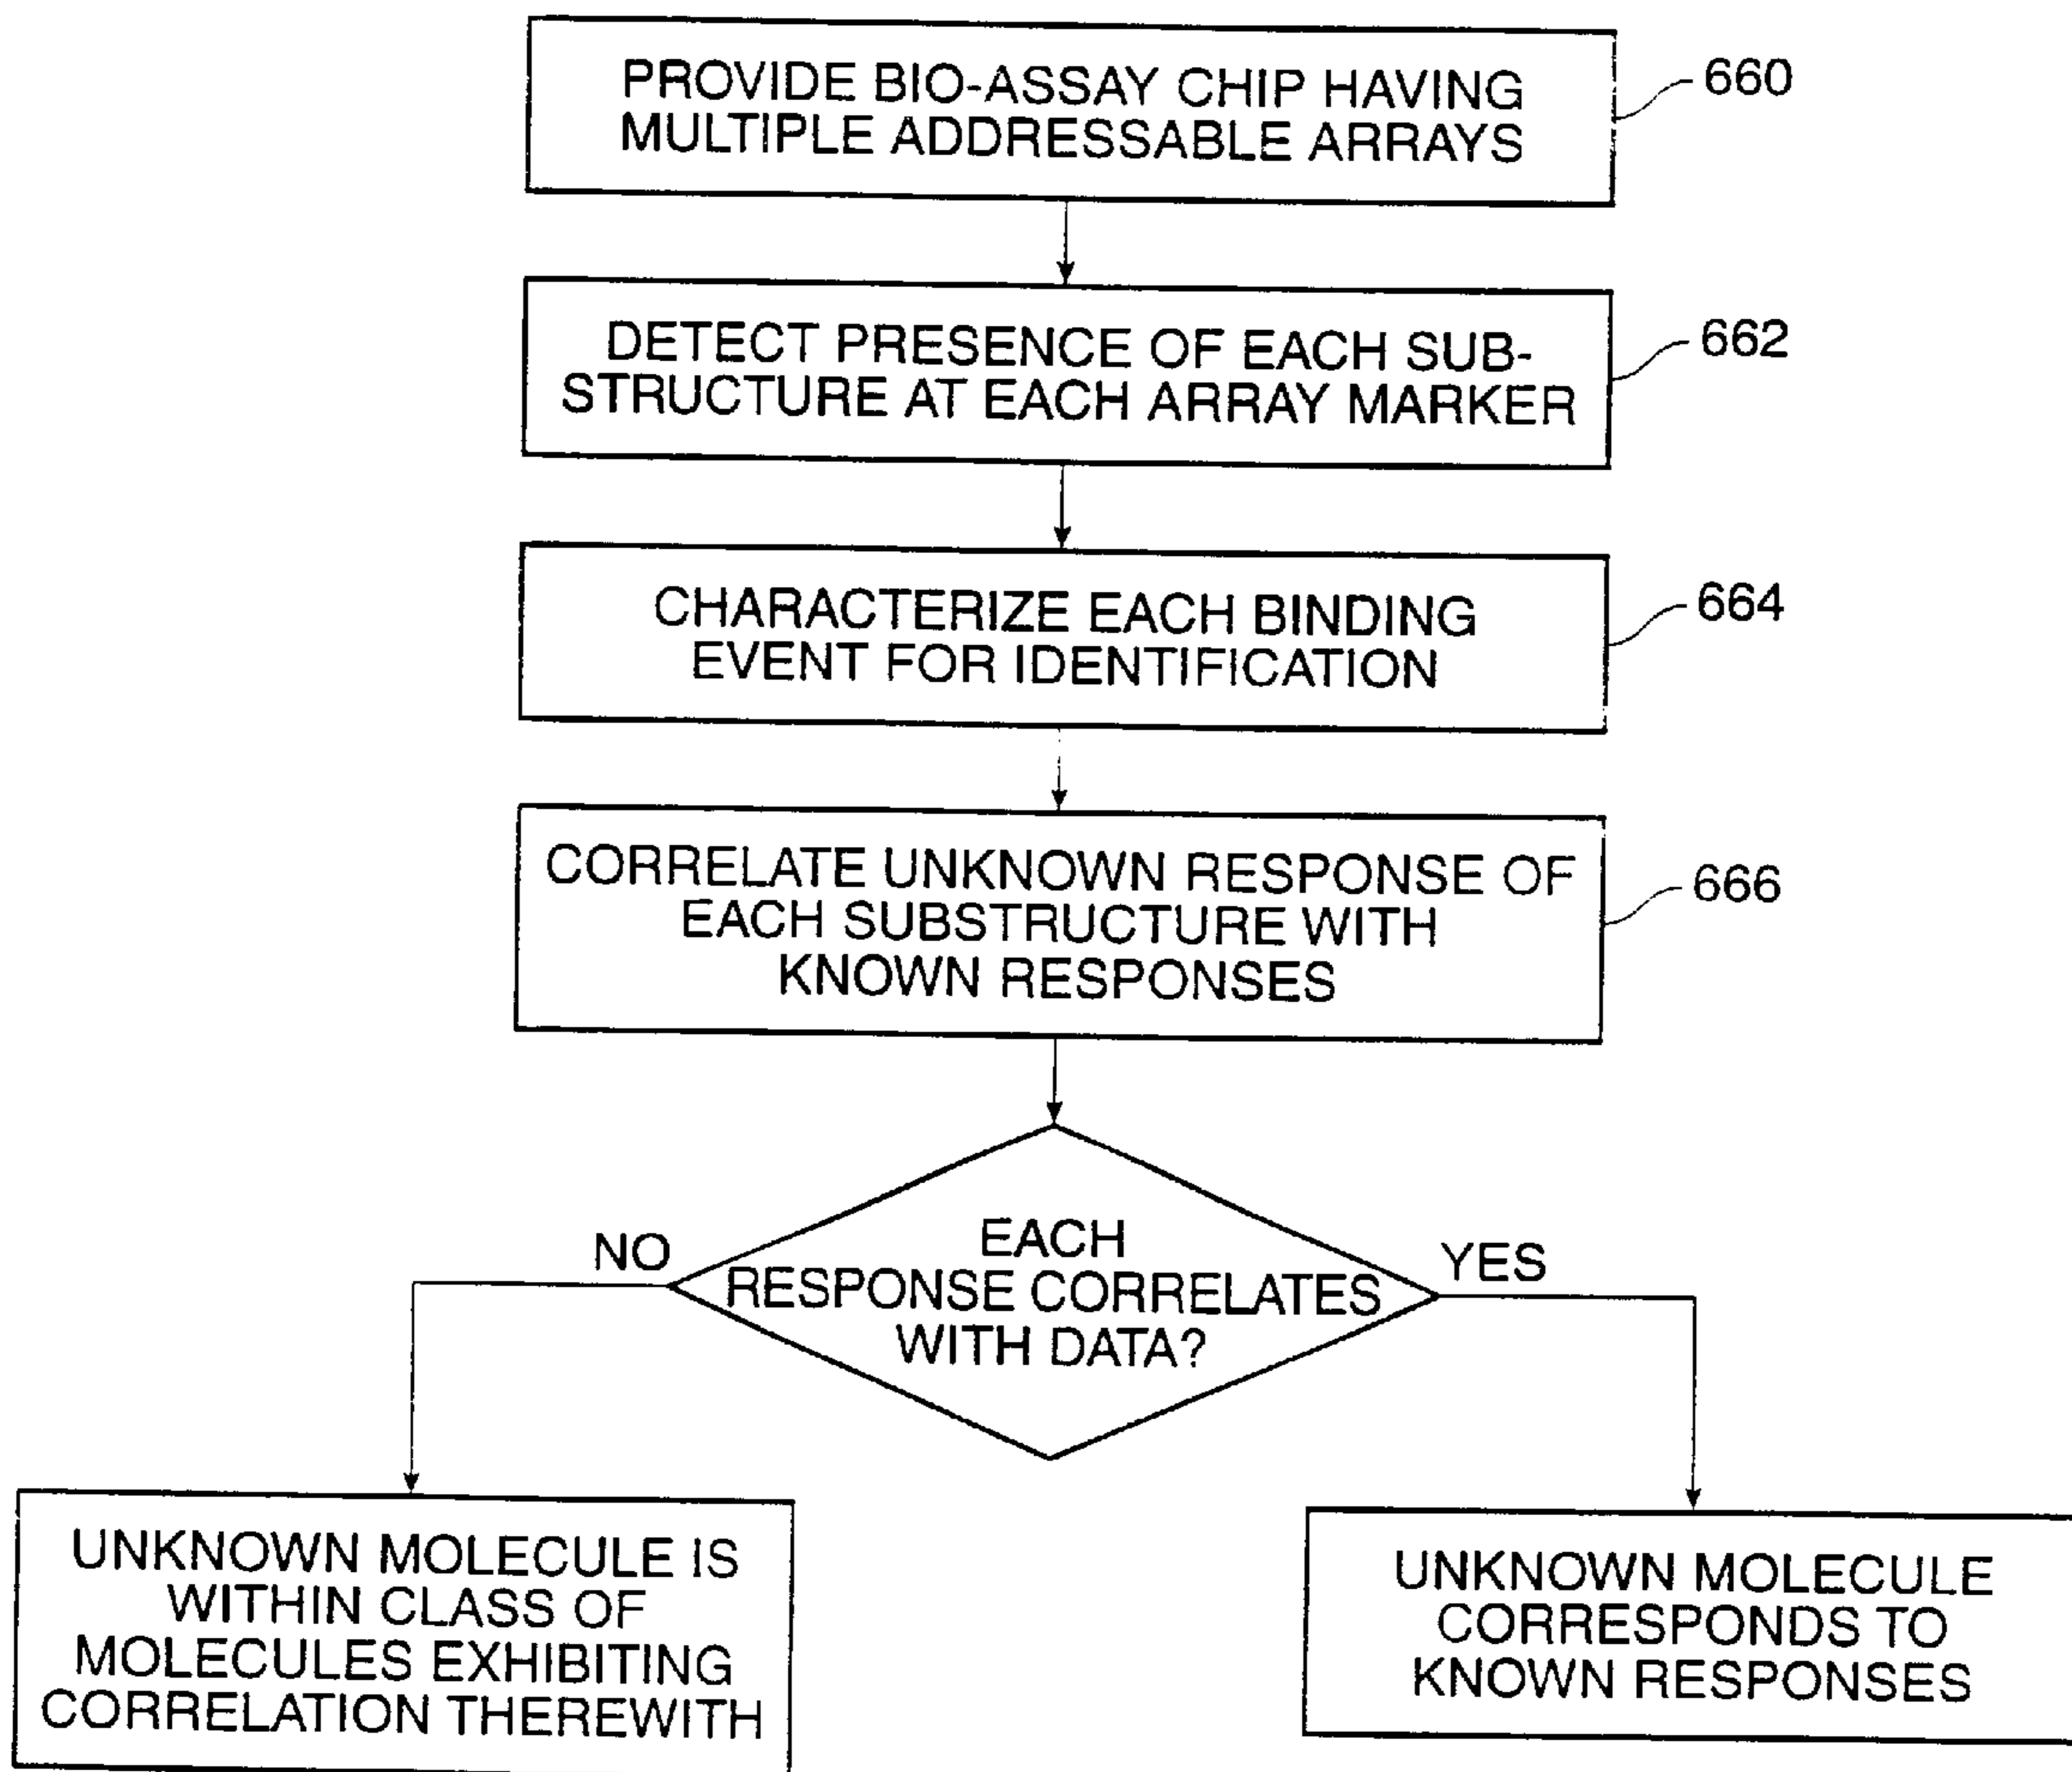 PROVIDE BIO-ASSAY CHIP HAVING
MULTIPLE ADDRESSABLE ARRAYS
660
DETECT PRESENCE OF EACH SUB-
STRUCTURE AT EACH ARRAY MARKER
662
CHARACTERIZE EACH BINDING
EVENT FOR IDENTIFICATION
664
CORRELATE UNKNOWN RESPONSE OF
EACH SUBSTRUCTURE WITH
KNOWN RESPONSES
666
EACH
RESPONSE CORRELATES
WITH DATA?
NO
YES
UNKNOWN MOLECULE IS
WITHIN CLASS OF
MOLECULES EXHIBITING
CORRELATION THEREWITH
UNKNOWN MOLECULE
CORRESPONDS TO
KNOWN RESPONSES